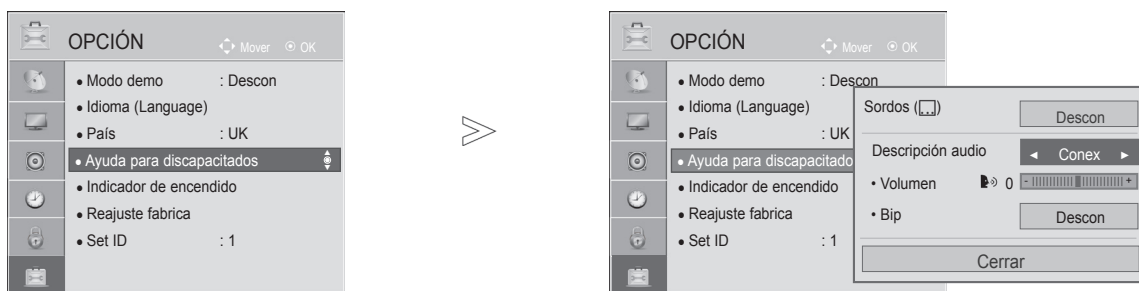 OPCIÓN Mover OK
• Modo demo : Descon
• Idioma (Language)
• País : UK
• Ayuda para discapacitados
• Indicador de encendido
• Reajuste fabrica
• Set ID : 1
OPCIÓN Mover OK
• Modo demo : Descon
• Idioma (Language)
• País : UK
• Ayuda para discapacitado
• Indicador de encendido
• Reajuste fabrica
• Set ID : 1
Sordos ( ) Descon
Descripción audio ◄ Conex ►
• Volumen 0 - +
• Bip Descon
Cerrar